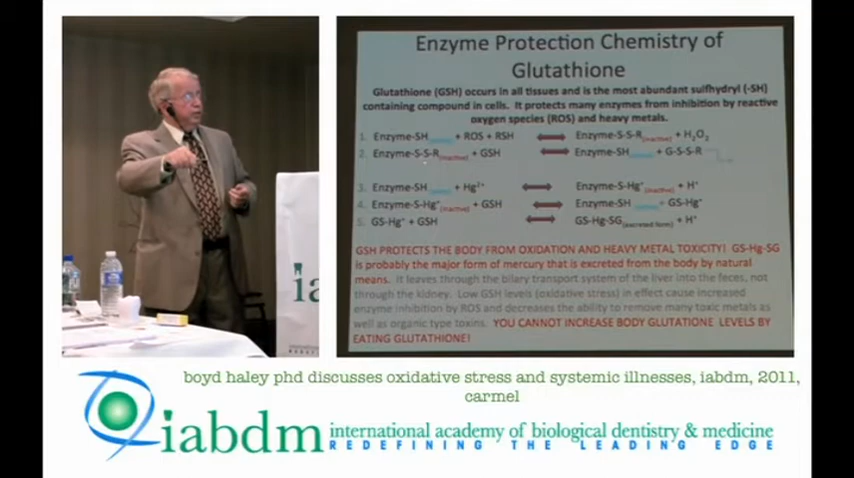 Enzyme Protection Chemistry of
Glutathione
Glutathione (GSH) occurs in all tissues and is the most abundant sulfhydryl (-SH)
containing compound in cells. It protects many enzymes from inhibition by reactive
oxygen species (ROS) and heavy metals.
1. Enzyme-SH + ROS + RSH Enzyme-S-S-R(inactive) + H2O2
2. Enzyme-S-S-R(inactive) + GSH Enzyme-SH + G-S-S-R
3. Enzyme-SH + Hg2+ Enzyme-S-Hg+(inactive) + H+
4. Enzyme-S-Hg+(inactive) + GSH Enzyme-SH + GS-Hg+
5. GS-Hg+ + GSH GS-Hg-SG(excreted form) + H+
GSH PROTECTS THE BODY FROM OXIDATION AND HEAVY METAL TOXICITY! GS-Hg-SG
is probably the major form of mercury that is excreted from the body by natural
means. It leaves through the bilary transport system of the liver into the feces, not
through the kidney. Low GSH levels (oxidative stress) in effect cause increased
enzyme inhibition by ROS and decreases the ability to remove many toxic metals as
well as organic type toxins. YOU CANNOT INCREASE BODY GLUTATIONE LEVELS BY
EATING GLUTATHIONE!
ia
boyd haley phd discusses oxidative stress and systemic illnesses, iabdm, 2011,
carmel
iabdm
international academy of biological dentistry & medicine
REDEFINING THE LEADING EDGE